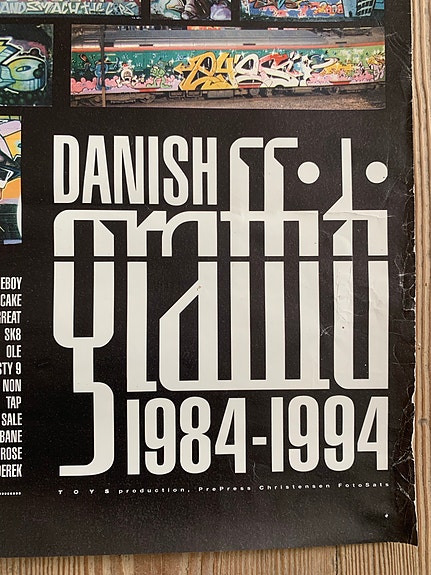 DANISH
graffiti
1984-1994
EBOY
CAKE
REAT
SK8
OLE
STY 9
NON
TAP
SALE
BANE
ROSE
DEREK
TOYS production, PrePress Christensen FotoSats